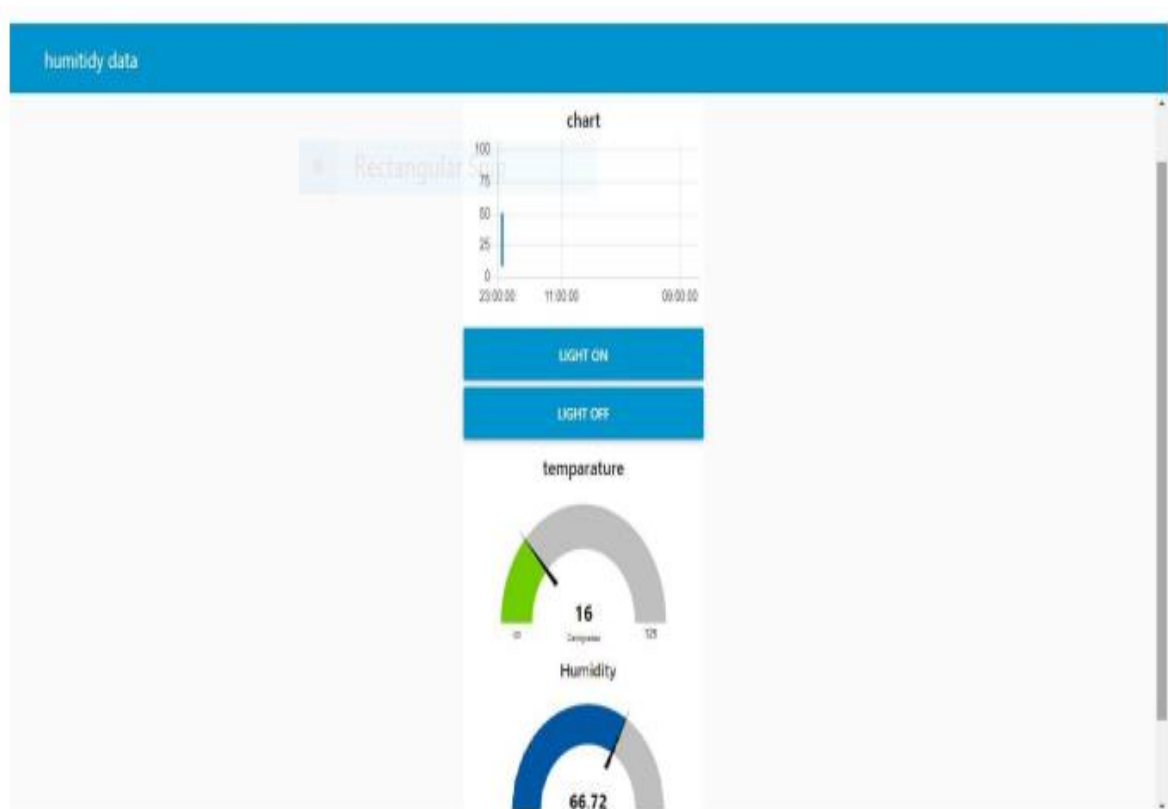 humitidy data
chart
Rectangular Snip
100
75
50
25
0
23:00:00 11:00:00 09:00:00
LIGHT ON
LIGHT OFF
temparature
16
125
Humidity
66.72